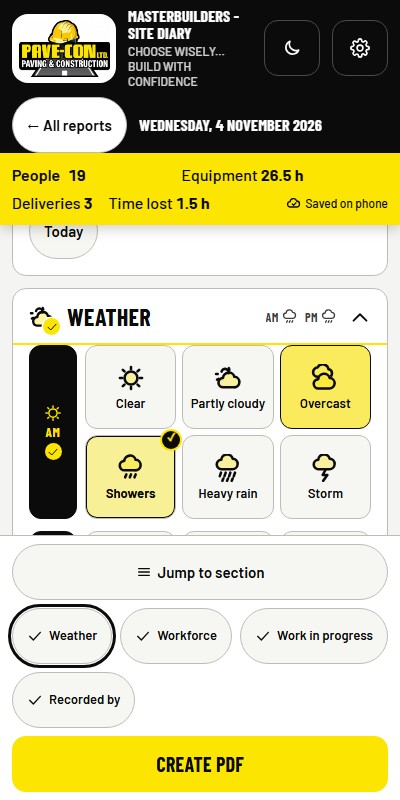 PAVE-CON LTD.
PAVING & CONSTRUCTION
MASTERBUILDERS -
SITE DIARY
CHOOSE WISELY...
BUILD WITH
CONFIDENCE
← All reports
WEDNESDAY, 4 NOVEMBER 2026
People 19
Equipment 26.5 h
Deliveries 3
Time lost 1.5 h
Saved on phone
Today
WEATHER
AM
PM
AM
Clear
Partly cloudy
Overcast
Showers
Heavy rain
Storm
Jump to section
Weather
Workforce
Work in progress
Recorded by
CREATE PDF